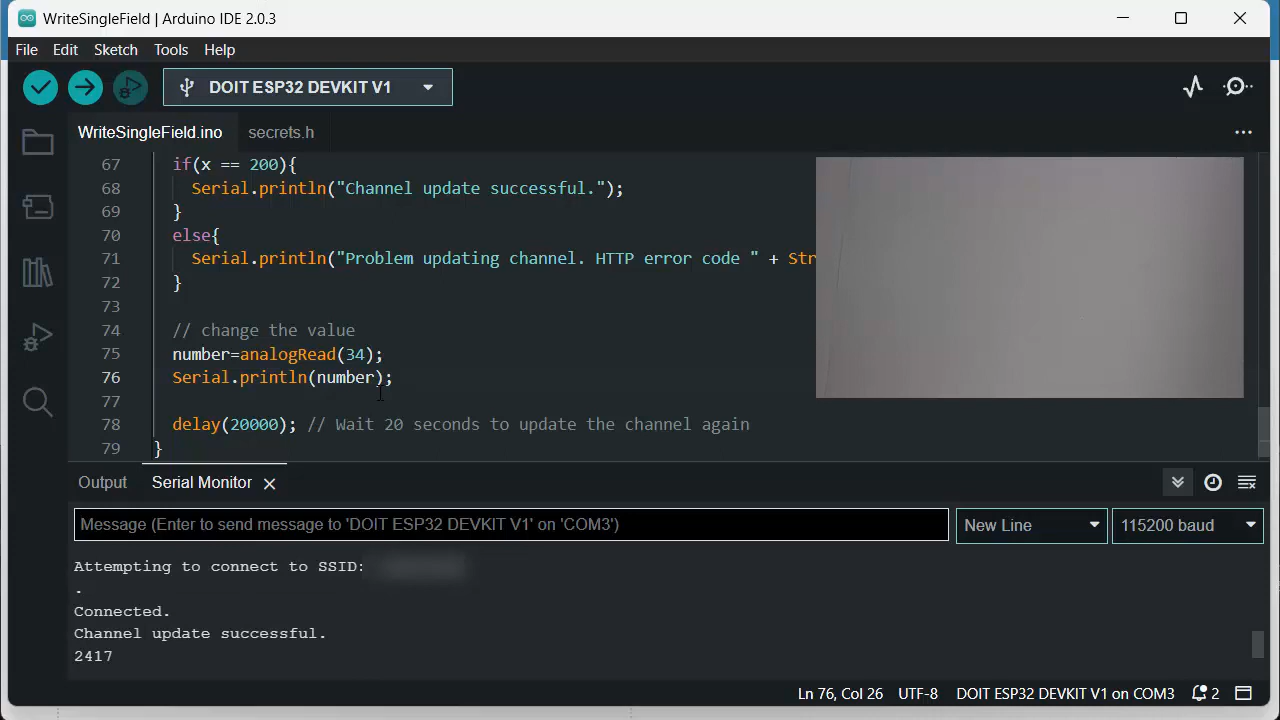 WriteSingleField | Arduino IDE 2.0.3
File Edit Sketch Tools Help
DOIT ESP32 DEVKIT V1
WriteSingleField.ino secrets.h
67 if(x == 200){
68 Serial.println("Channel update successful.");
69 }
70 else{
71 Serial.println("Problem updating channel. HTTP error code " + Str
72 }
73
74 // change the value
75 number=analogRead(34);
76 Serial.println(number);
77
78 delay(20000); // Wait 20 seconds to update the channel again
79 }
Output Serial Monitor
Message (Enter to send message to 'DOIT ESP32 DEVKIT V1' on 'COM3') New Line 115200 baud
Attempting to connect to SSID:
.
Connected.
Channel update successful.
2417
Ln 76, Col 26 UTF-8 DOIT ESP32 DEVKIT V1 on COM3 2